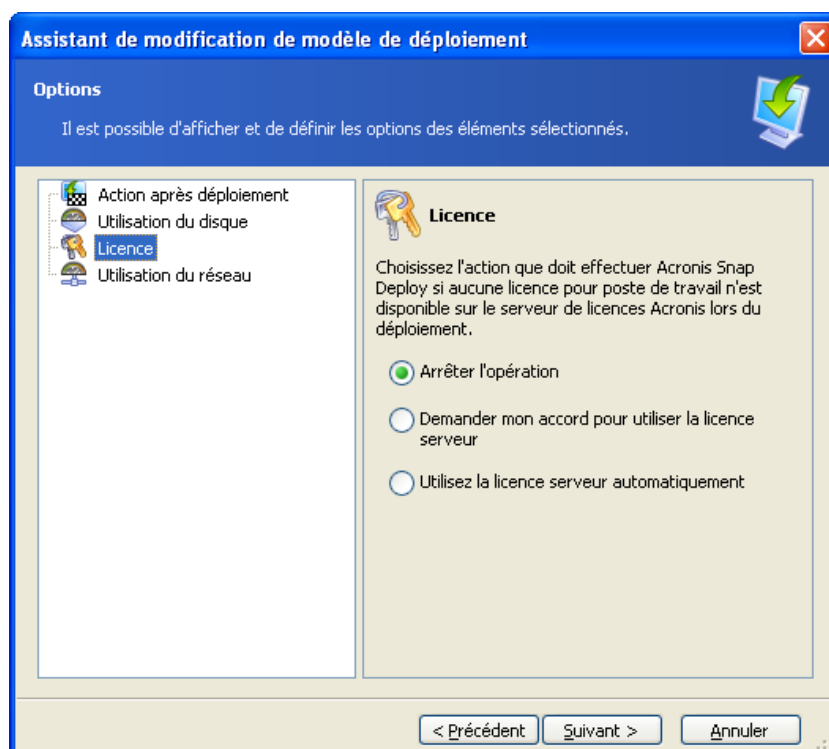 Assistant de modification de modèle de déploiement
Options
Il est possible d'afficher et de définir les options des éléments sélectionnés.
Action après déploiement
Utilisation du disque
Licence
Utilisation du réseau
Licence
Choisissez l'action que doit effectuer Acronis Snap
Deploy si aucune licence pour poste de travail n'est
disponible sur le serveur de licences Acronis lors du
déploiement.
Arrêter l'opération
Demander mon accord pour utiliser la licence
serveur
Utilisez la licence serveur automatiquement
< Précédent
Suivant >
Annuler